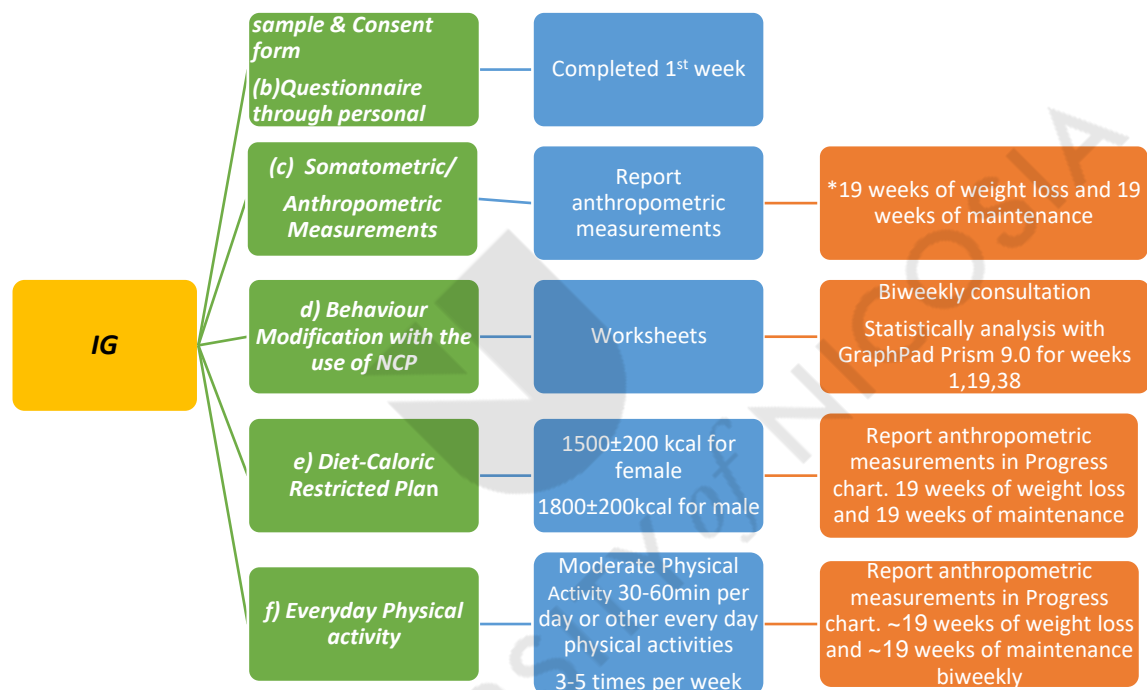 sample & Consent
form
(b)Questionnaire
through personal
Completed 1st week
(c) Somatometric/
Anthropometric
Measurements
Report
anthropometric
measurements
*19 weeks of weight loss and 19
weeks of maintenance
IG
d) Behaviour
Modification with the
use of NCP
Worksheets
Biweekly consultation
Statistically analysis with
GraphPad Prism 9.0 for weeks
1,19,38
e) Diet-Caloric
Restricted Plan
1500±200 kcal for
female
1800±200kcal for male
Report anthropometric
measurements in Progress
chart. 19 weeks of weight loss
and 19 weeks of maintenance
f) Everyday Physical
activity
Moderate Physical
Activity 30-60min per
day or other every day
physical activities
3-5 times per week
Report anthropometric
measurements in Progress
chart. ~19 weeks of weight loss
and ~19 weeks of maintenance
biweekly
RSITY of NICOSIA